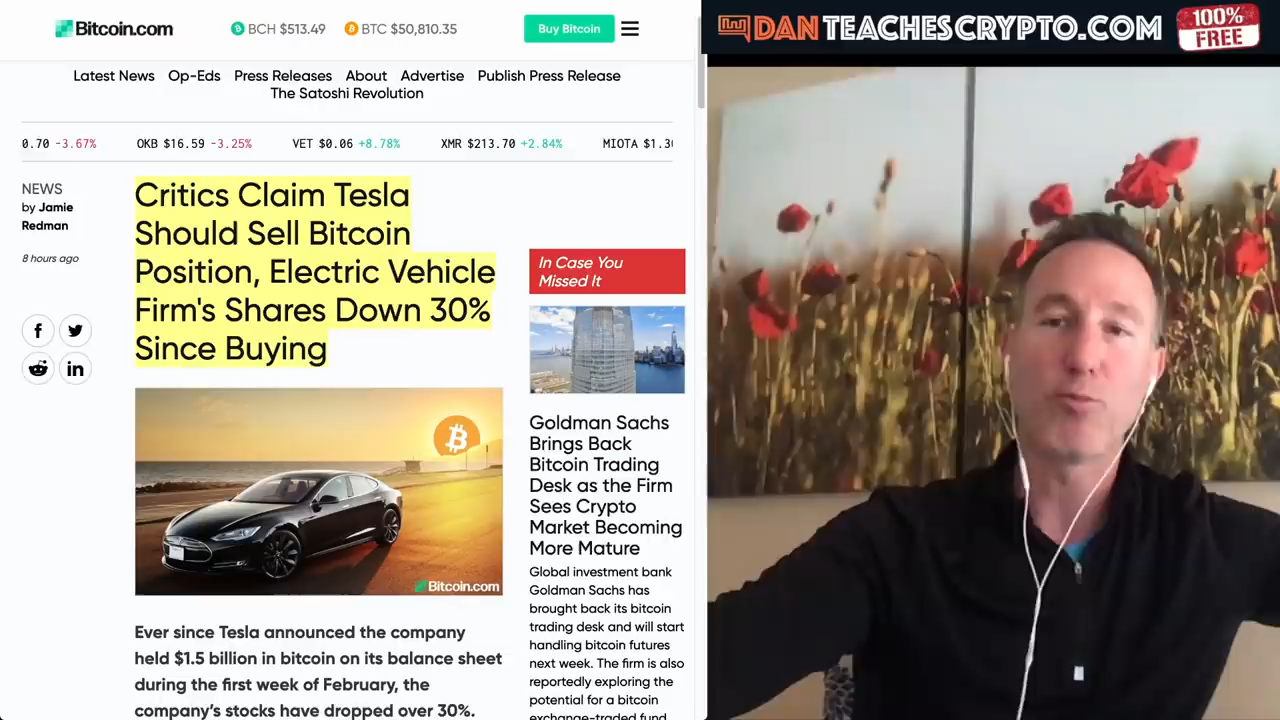 Bitcoin.com
BCH $513.49
BTC $50,810.35
Buy Bitcoin
Latest News Op-Eds Press Releases About Advertise Publish Press Release
The Satoshi Revolution
0.70 -3.67% OKB $16.59 -3.25% VET $0.06 +8.78% XMR $213.70 +2.84% MIOTA $1.3
NEWS
by Jamie
Redman
8 hours ago
Critics Claim Tesla
Should Sell Bitcoin
Position, Electric Vehicle
Firm's Shares Down 30%
Since Buying
Bitcoin.com
Ever since Tesla announced the company
held $1.5 billion in bitcoin on its balance sheet
during the first week of February, the
company's stocks have dropped over 30%.
In Case You
Missed It
Goldman Sachs
Brings Back
Bitcoin Trading
Desk as the Firm
Sees Crypto
Market Becoming
More Mature
Global investment bank
Goldman Sachs has
brought back its bitcoin
trading desk and will start
handling bitcoin futures
next week. The firm is also
reportedly exploring the
potential for a bitcoin
exchange-traded fund
DANTEACHESCRYPTO.COM
100%
FREE